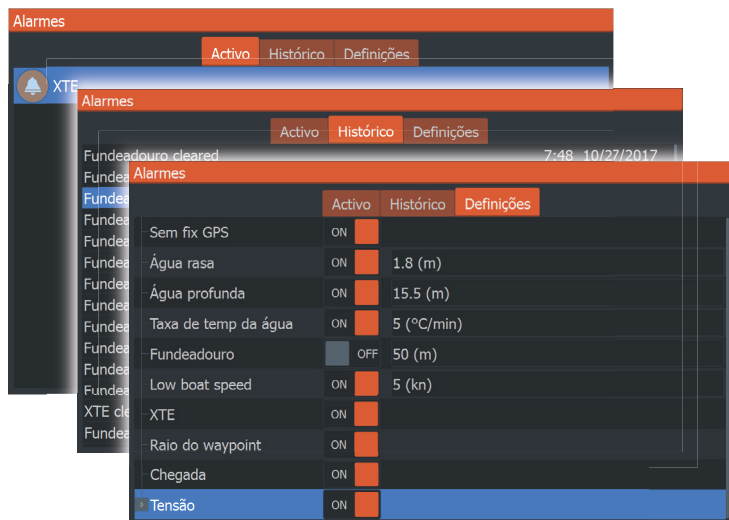 Alarmes
Activo Histórico Definições
XTE
Alarmes
Activo Histórico Definições
Fundeadouro cleared 7:48 10/27/2017
Alarmes
Activo Histórico Definições
Sem fix GPS ON
Água rasa ON 1.8 (m)
Água profunda ON 15.5 (m)
Taxa de temp da água ON 5 (°C/min)
Fundeadouro OFF 50 (m)
Low boat speed ON 5 (kn)
XTE ON
Raio do waypoint ON
Chegada ON
Tensão ON